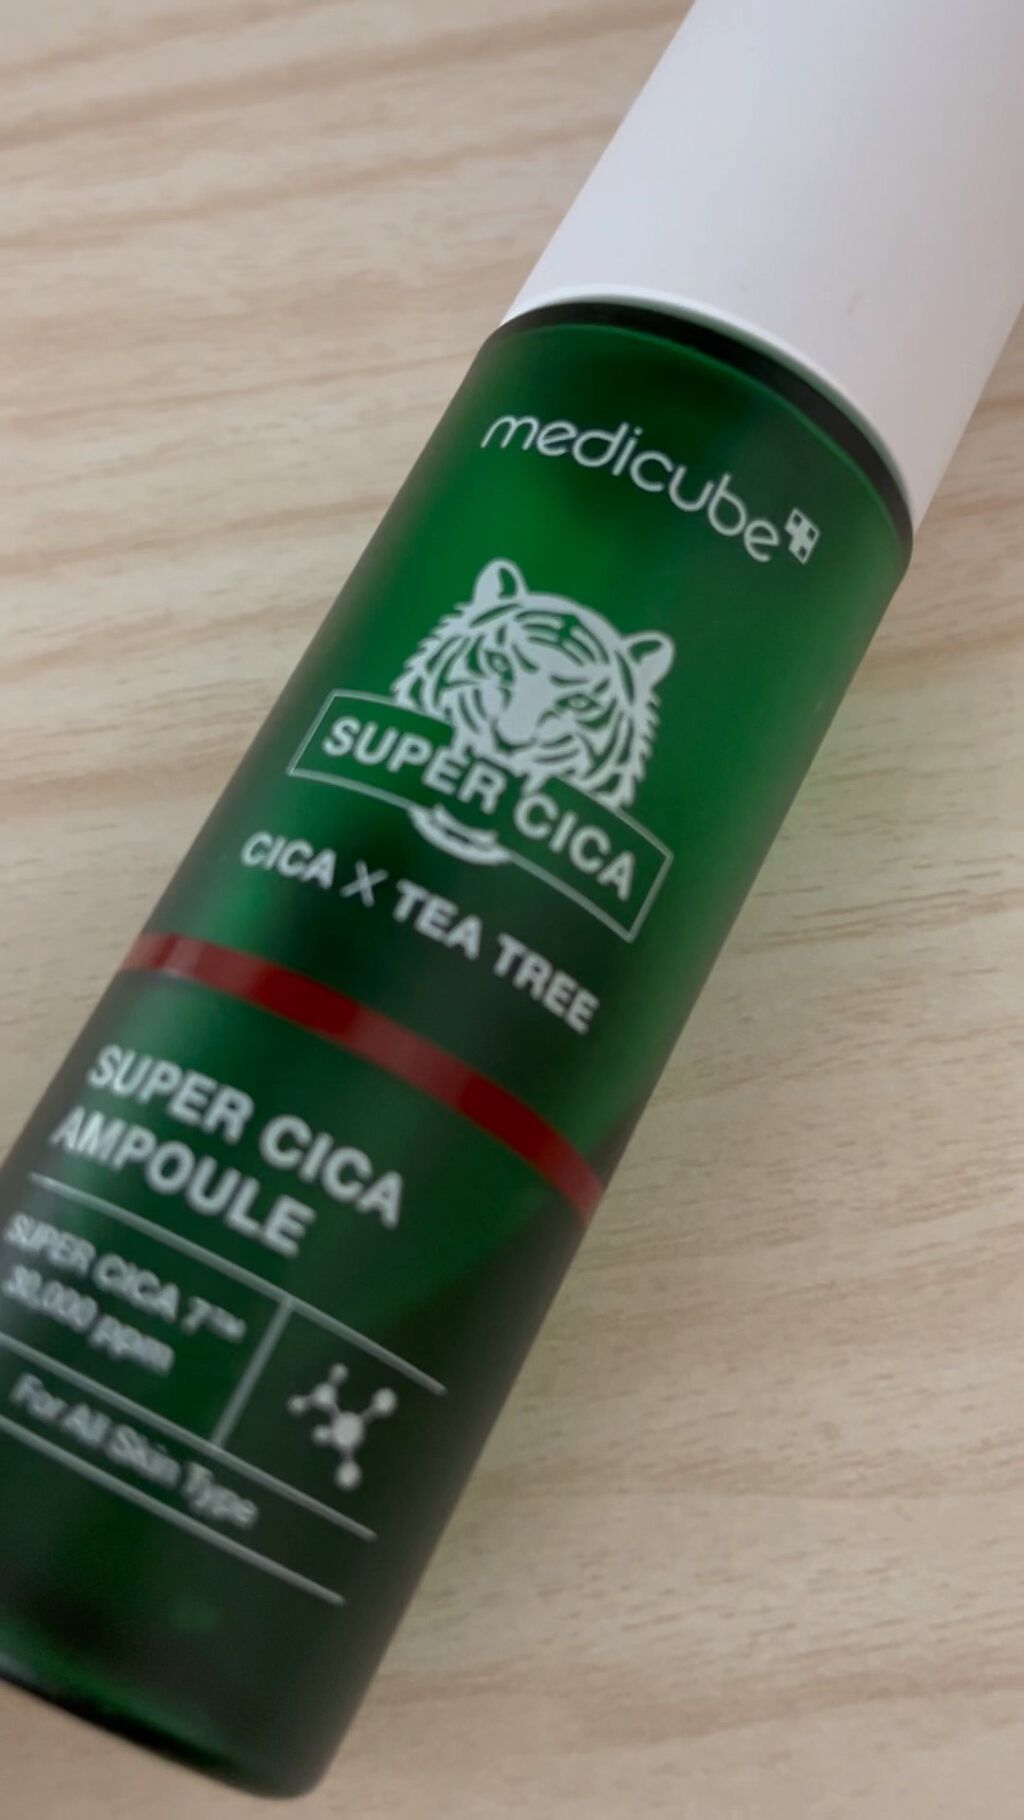 medicube
SUPER CICA
CICA X TEA TREE
SUPER CICA
AMPOULE
SUPER CICA 7™
30,000 ppm
For All Skin Type